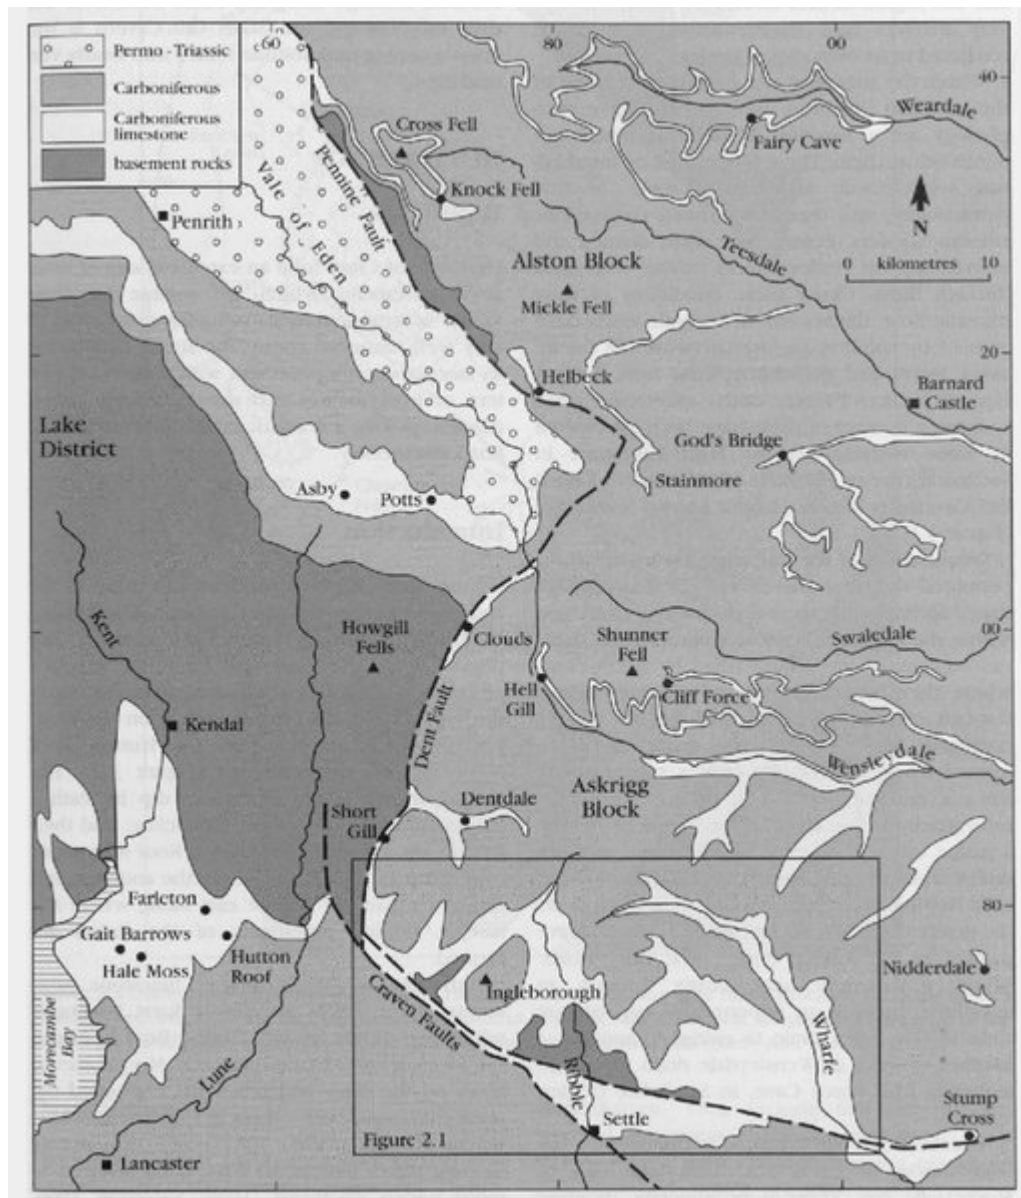 60
80
00
Permo - Triassic
Carboniferous
Carboniferous
limestone
basement rocks
40
Weardale
Cross Fell
Fairy Cave
Pennine Fault
Vale of Eden
Knock Fell
Penrith
N
Teesdale
Alston Block
0 kilometres 10
Mickle Fell
20
Helbeck
Barnard
Castle
Lake
District
God's Bridge
Stainmore
Asby
Potts
Kent
Howgill
Fells
Clouds
Shunner
Fell
00
Swaledale
Hell
Gill
Cliff Force
Kendal
Dent Fault
Wensleydale
Askrigg
Block
Short
Gill
Dentdale
Farleton
80
Gait Barrows
Hale Moss
Hutton
Roof
Nidderdale
Ingleborough
Craven Faults
Morecambe
Bay
Lune
Ribble
Wharfe
Settle
Stump
Cross
Figure 2.1
Lancaster